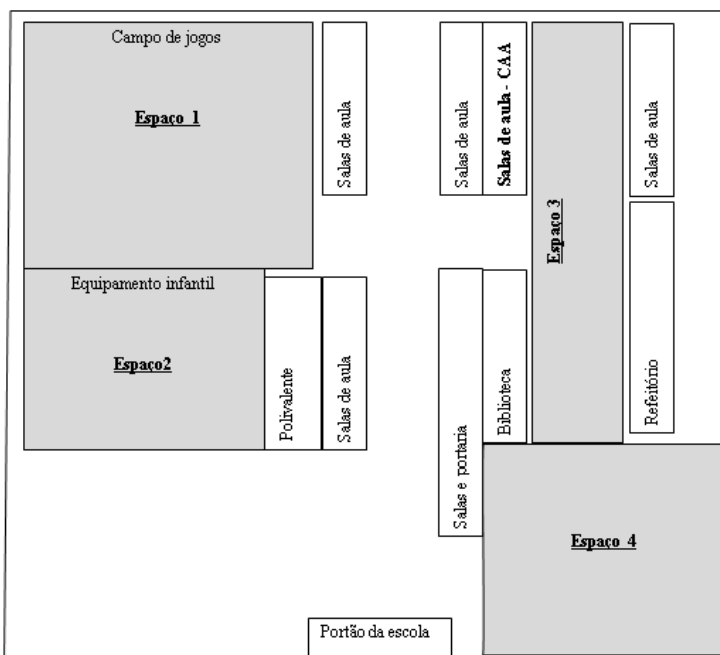 Campo de jogos
Espaço 1
Salas de aula
Salas de aula
Salas de aula - CAA
Espaço 3
Salas de aula
Equipamento infantil
Espaço2
Polivalente
Salas de aula
Salas e portaria
Biblioteca
Refeitório
Espaço 4
Portão da escola